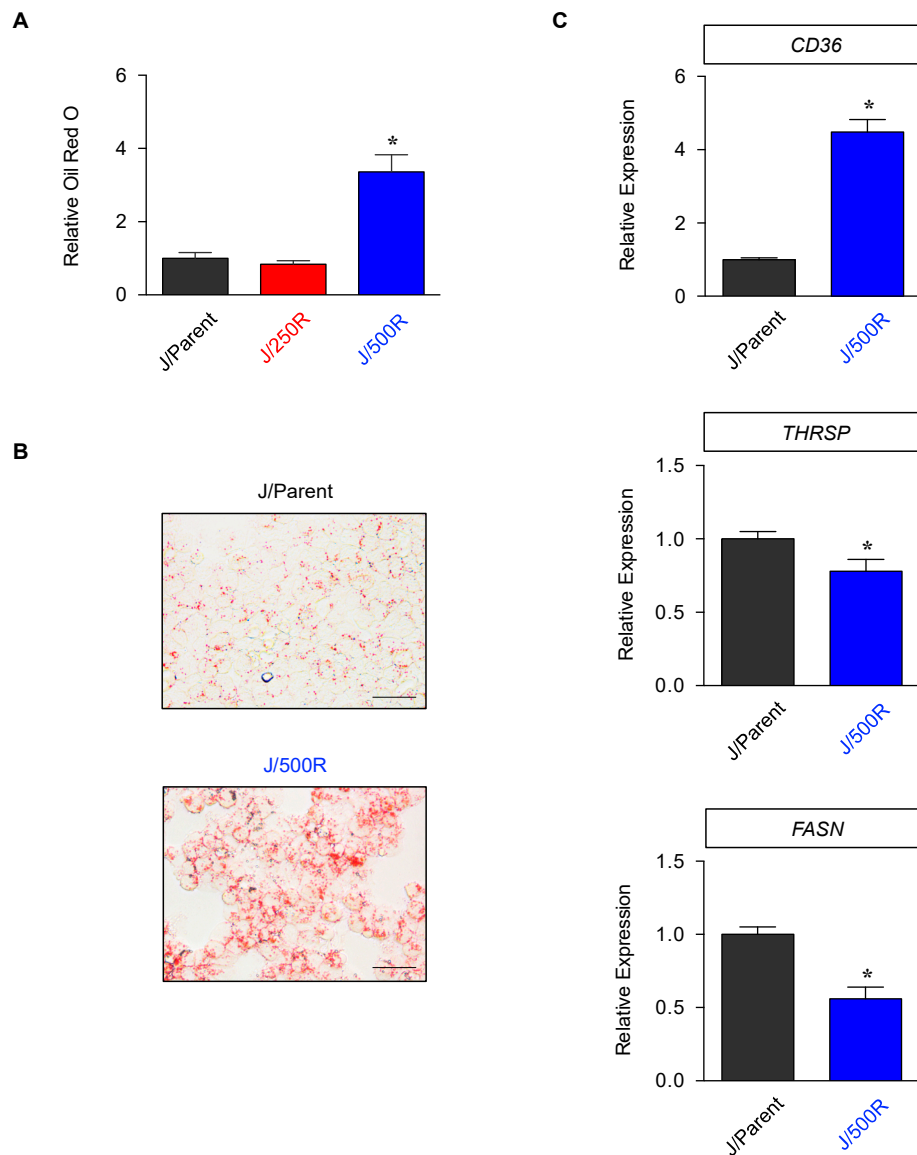 A
Relative Oil Red O
6
4
2
0
*
J/Parent
J/250R
J/500R
B
J/Parent
J/500R
C
CD36
Relative Expression
6
4
2
0
*
J/Parent
J/500R
THRSP
Relative Expression
1.5
1.0
0.5
0.0
*
J/Parent
J/500R
FASN
Relative Expression
1.5
1.0
0.5
0.0
*
J/Parent
J/500R